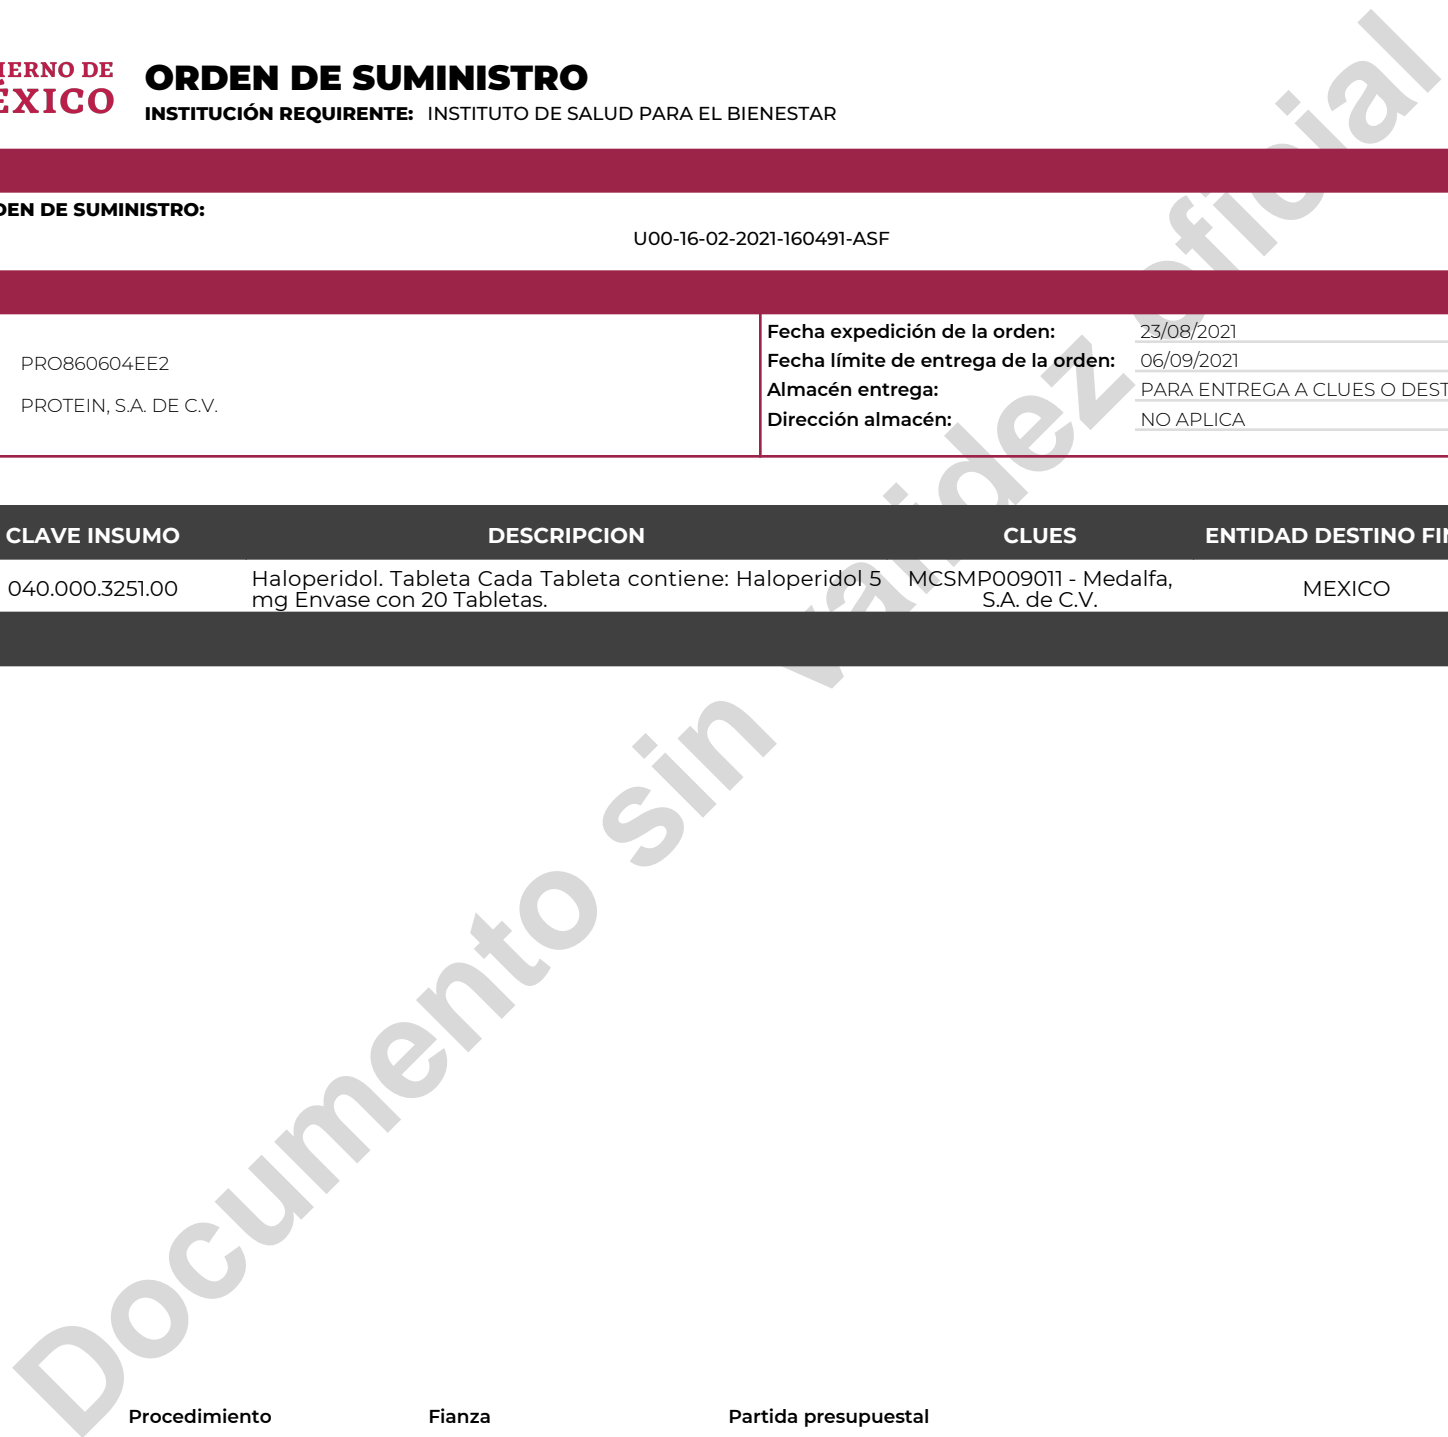 IERNO DE
ÉXICO
ORDEN DE SUMINISTRO
INSTITUCIÓN REQUIRENTE: INSTITUTO DE SALUD PARA EL BIENESTAR
DEN DE SUMINISTRO:
U00-16-02-2021-160491-ASF
PRO860604EE2
PROTEIN, S.A. DE C.V.
Fecha expedición de la orden: 23/08/2021
Fecha límite de entrega de la orden: 06/09/2021
Almacén entrega: PARA ENTREGA A CLUES O DEST
Dirección almacén: NO APLICA
CLAVE INSUMO DESCRIPCION CLUES ENTIDAD DESTINO FIN
040.000.3251.00 Haloperidol. Tableta Cada Tableta contiene: Haloperidol 5 MCSMP009011 - Medalfa, MEXICO
mg Envase con 20 Tabletas. S.A. de C.V.
Documento sin validez oficial
Procedimiento Fianza Partida presupuestal